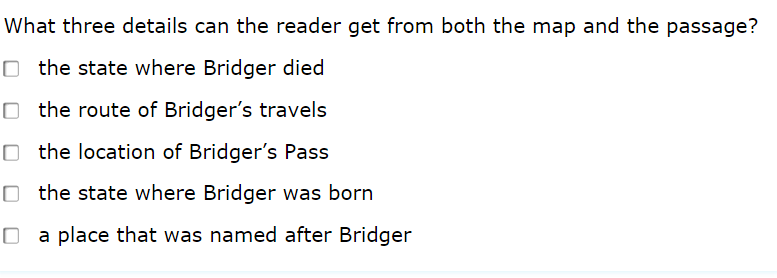 What three details can the reader get from both the map and the passage?
the state where Bridger died
the route of Bridger's travels
the location of Bridger's Pass
the state where Bridger was born
a place that was named after Bridger